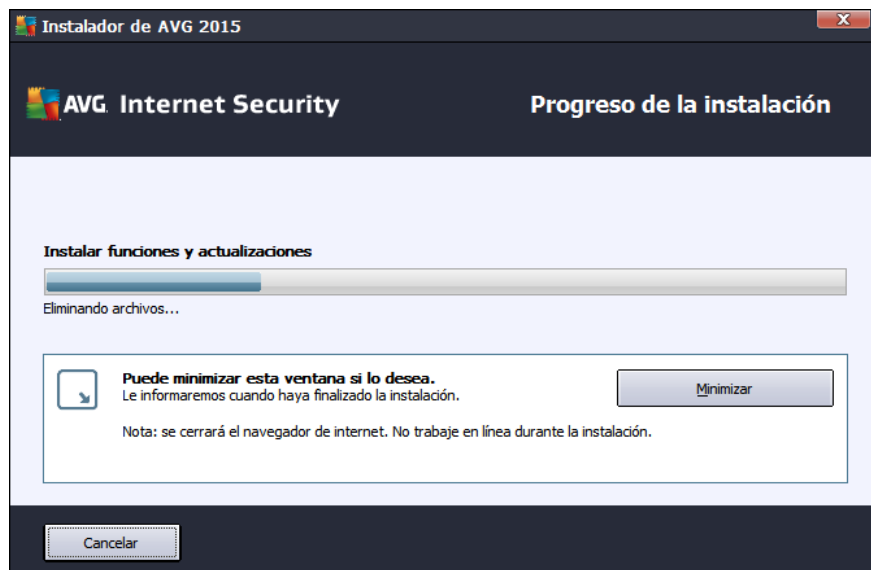 Instalador de AVG 2015
AVG Internet Security
Progreso de la instalación
Instalar funciones y actualizaciones
Eliminando archivos...
Puede minimizar esta ventana si lo desea.
Le informaremos cuando haya finalizado la instalación.
Minimizar
Nota: se cerrará el navegador de internet. No trabaje en línea durante la instalación.
Cancelar